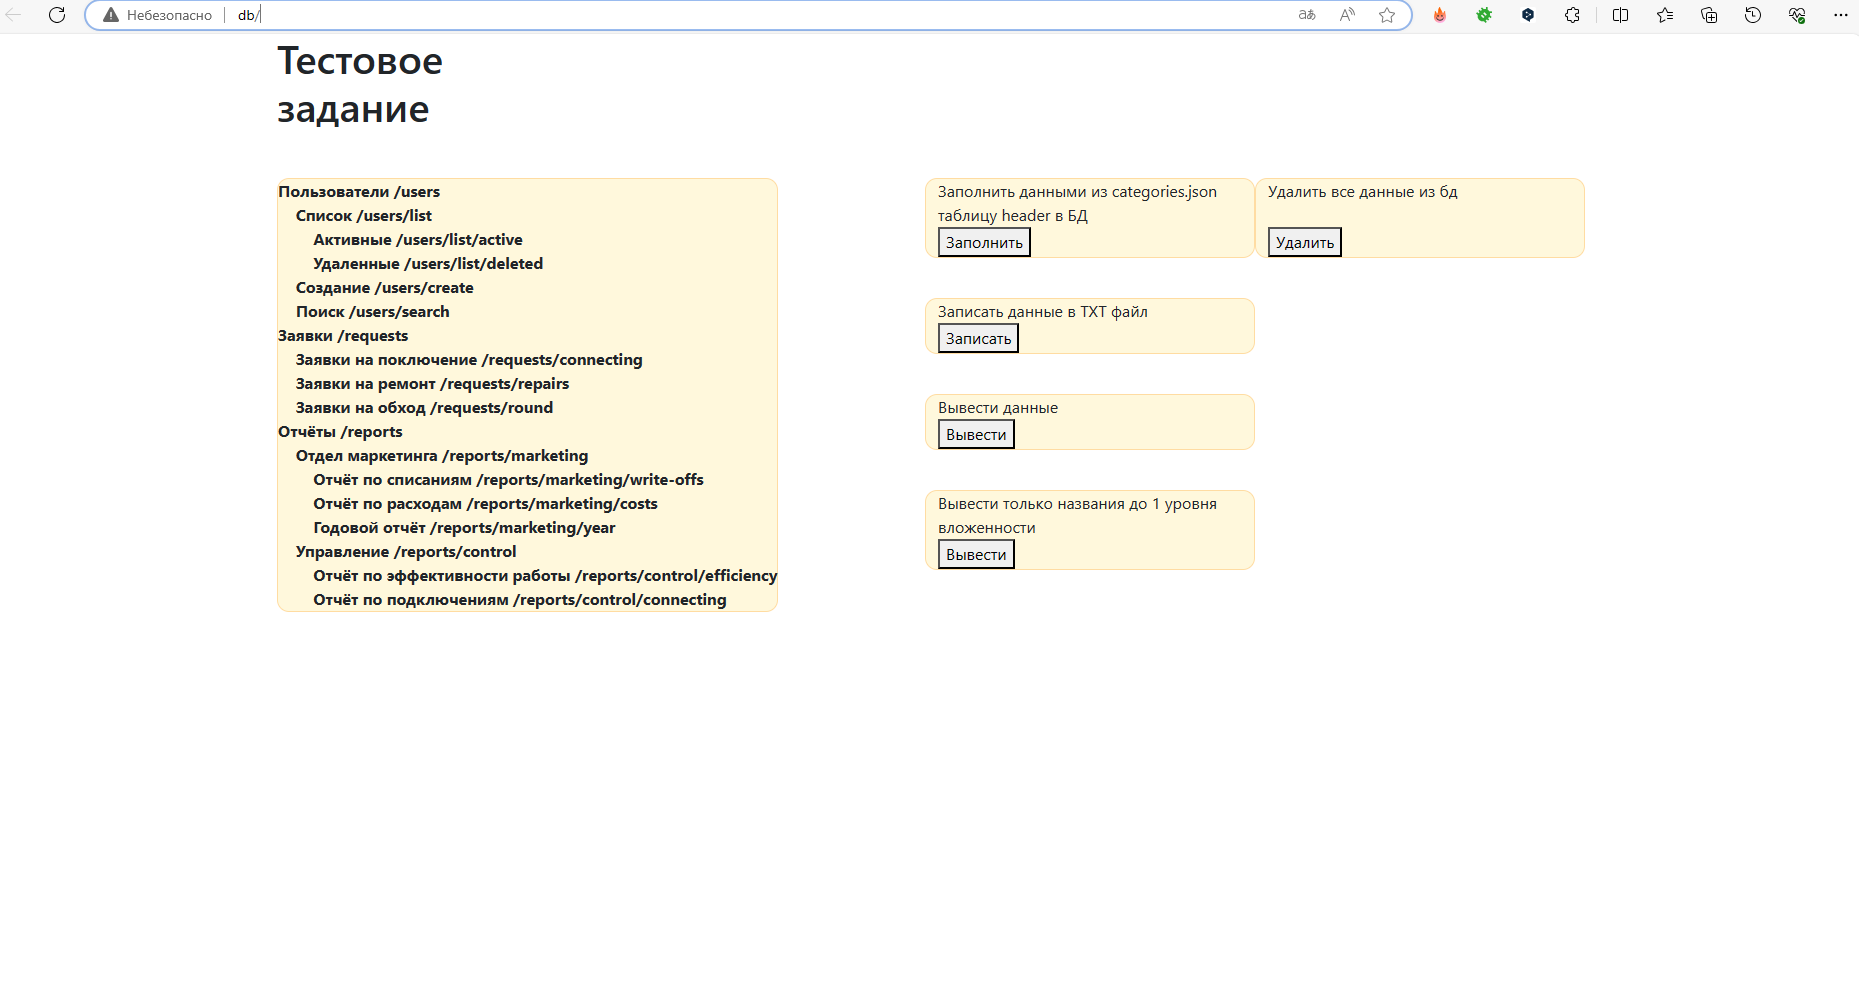 Небезопасно
db/
Тестовое
задание
Пользователи /users
Список /users/list
Активные /users/list/active
Удаленные /users/list/deleted
Создание /users/create
Поиск /users/search
Заявки /requests
Заявки на поключение /requests/connecting
Заявки на ремонт /requests/repairs
Заявки на обход /requests/round
Отчёты /reports
Отдел маркетинга /reports/marketing
Отчёт по списаниям /reports/marketing/write-offs
Отчёт по расходам /reports/marketing/costs
Годовой отчёт /reports/marketing/year
Управление /reports/control
Отчёт по эффективности работы /reports/control/efficiency
Отчёт по подключениям /reports/control/connecting
Заполнить данными из categories.json
таблицу header в БД
Заполнить
Удалить все данные из бд
Удалить
Записать данные в TXT файл
Записать
Вывести данные
Вывести
Вывести только названия до 1 уровня
вложенности
Вывести